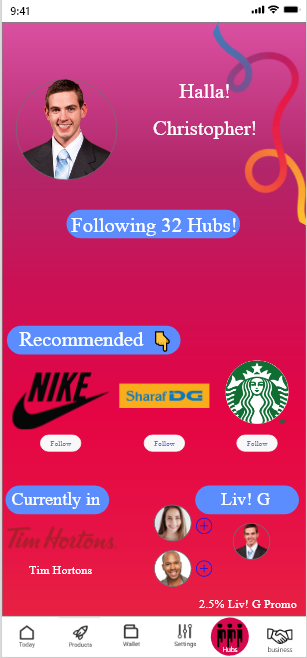 9:41
Halla!
Christopher!
Following 32 Hubs!
Recommended 👇
NIKE
Sharaf DG
Follow
Follow
Follow
Currently in
Liv! G
Tim Hortons
Tim Hortons
2.5% Liv! G Promo
Today
Products
Wallet
Settings
Hubs
business